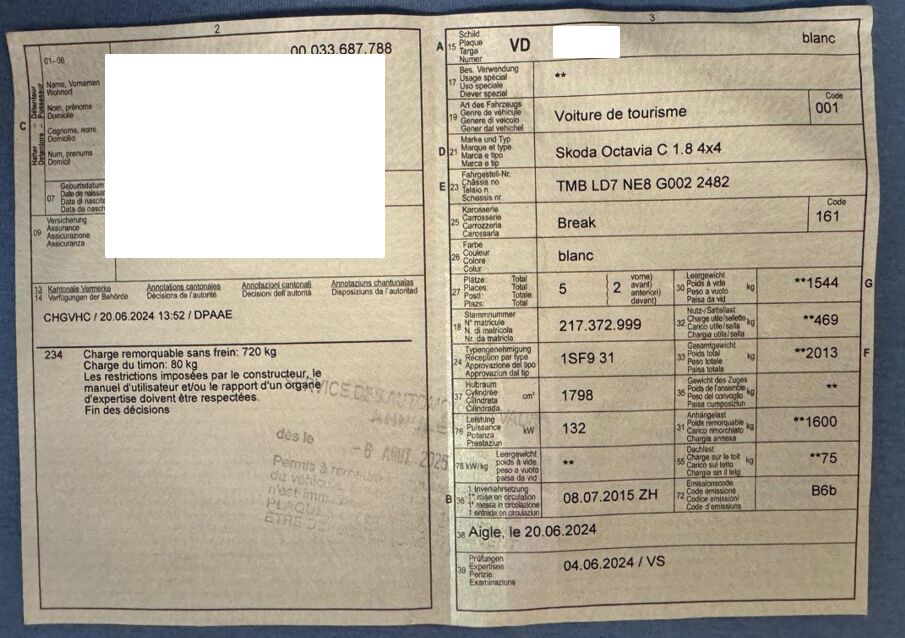 2
00.033.687.788
01-06
Name, Vornamen
Wohnort
Nom, prénoms
Domicile
Cognome, nomi
Domicilio
Num, prenums
Domicil
C
07 Geburtsdatum
Date de
Data di
Data da
09 Versicherung
Assurance
Assicurazione
Assicuranza
13 Kantonale Vermerke Annotations cantonales Annotazioni cantonali Annotaziuns chantunalas
14 Verfügungen der Behörde Décisions de l'autorité Decisioni dell'autorità Disposiziuns da l'autoritad
CHGVHC / 20.06.2024 13:52 / DPAAE
234 Charge remorquable sans frein: 720 kg
Charge du timon: 80 kg
Les restrictions imposées par le constructeur, le
manuel d'utilisateur et/ou le rapport d'un organe
d'expertise doivent être respectées.
Fin des décisions
dès le
- 6 AOUT 2025
Permis à
du véhicule
n'est
3
A 15 Schild
Plaque
Targa
Numer
VD
blanc
17 Bes. Verwendung
Usage spécial
Uso speciale
Diever spezial
**
19 Art des Fahrzeugs
Genre de véhicule
Genere di veicolo
Gener dal vehichel
Voiture de tourisme
Code
001
D 21 Marke und Typ
Marque et type
Marca e tipo
Marca e tip
Skoda Octavia C 1.8 4x4
E 23 Fahrgestell-Nr.
Châssis no
Telaio n.
Schassis nr.
TMB LD7 NE8 G002 2482
25 Karosserie
Carrosserie
Carrozzeria
Carossaria
Break
Code
161
26 Farbe
Couleur
Colore
Colur
blanc
27 Plätze: Total
Places: Total
Posti: Totale
Plazs: Total
5
2 vorne)
avant)
anteriori)
davant)
30 Leergewicht
Poids à vide
Peso a vuoto
Paisa da vid
kg
**1544
G
18 Stammnummer
N° matricule
N. di matricola
Nr. da matricla
217.372.999
32 Nutz-/Sattellast
Charge utile/sellette
Carico utile/sella
Chargia utila/sella
kg
**469
24 Typengenehmigung
Réception par type
Approvazione del tipo
Approvaziun dal tip
1SF9 31
33 Gesamtgewicht
Poids total
Peso totale
Paisa totala
kg
**2013
F
37 Hubraum
Cylindrée
Cilindrata
Cilindrada
cm³
1798
35 Gewicht des Zuges
Poids de l'ensemble
Peso del convoglio
Paisa cumposiziun
kg
**
76 Leistung
Puissance
Potenza
Prestaziun
kW
132
31 Anhängelast
Poids remorquable
Carico rimorchiato
Chargia annexa
kg
**1600
78 kW/kg
Leergewicht
poids à vide
peso a vuoto
paisa da vid
**
55 Dachlast
Charge sur le toit
Carico sul tetto
Chargia sin il tetg
kg
**75
B 36 1. Inverkehrsetzung
1re mise en circulation
1a messa in circolazione
1 entrada en circulaziun
08.07.2015 ZH
72 Emissionscode
Code émissions
Codice emissioni
Code d'emissiuns
B6b
38 Aigle, le 20.06.2024
39 Prüfungen
Expertises
Perizie
Examinaziuns
04.06.2024 / VS